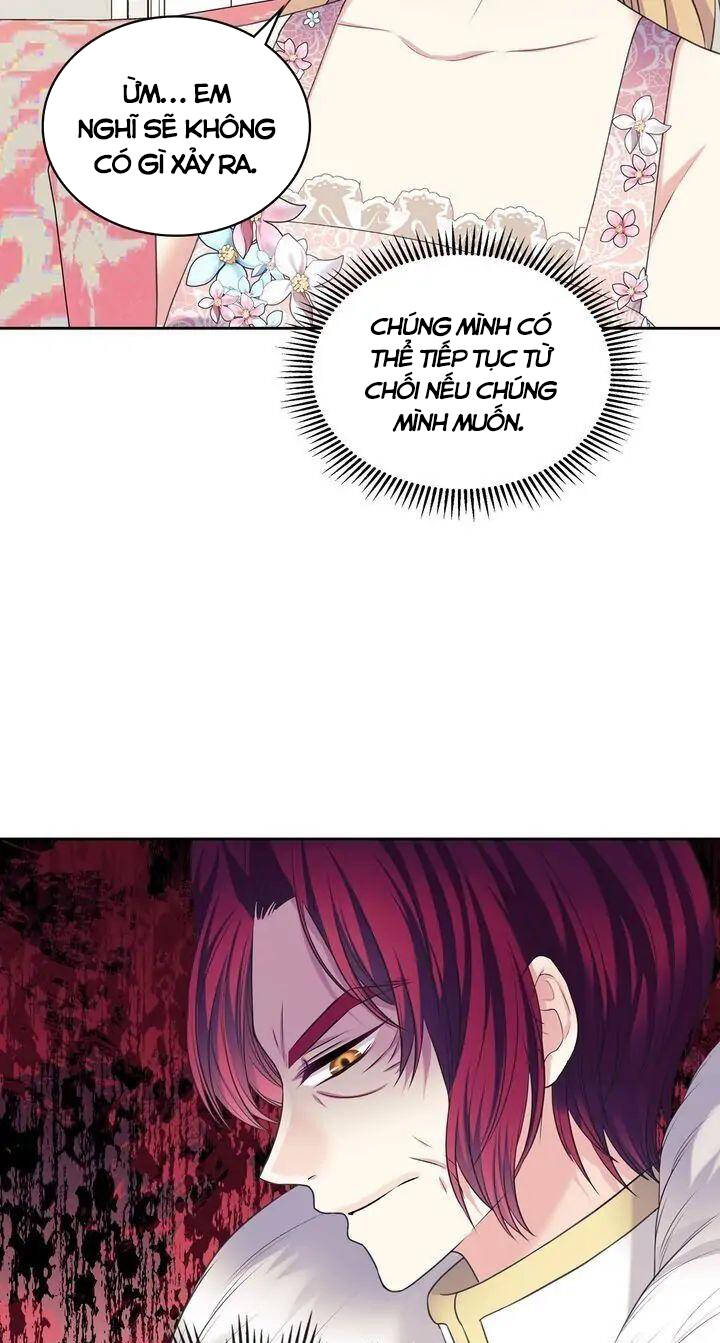 ỪM... EM
NGHĨ SẼ KHÔNG
CÓ GÌ XẢY RA.
CHÚNG MÌNH CÓ
THỂ TIẾP TỤC TỪ
CHỐI NẾU CHÚNG
MÌNH MUỐN.